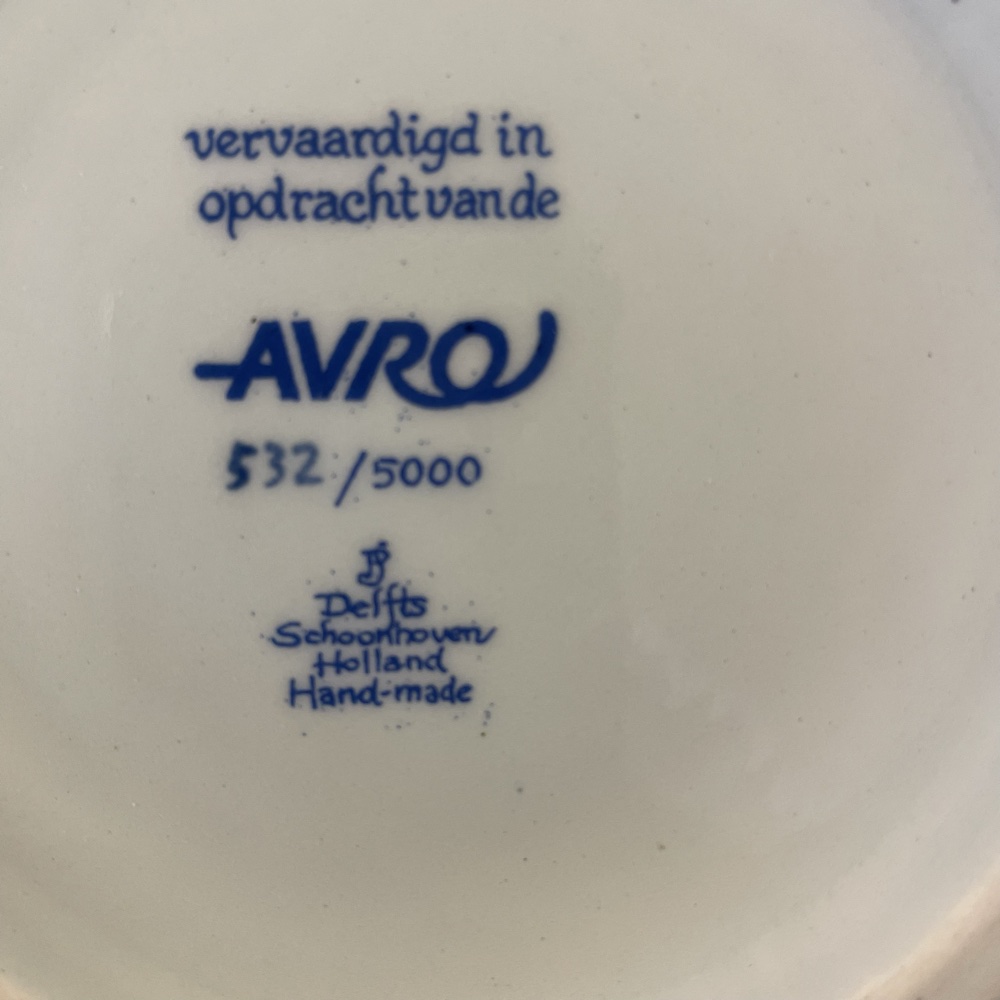 vervaardigd in
opdracht van de
AVRO
532/5000
Delfts
Schoonhoven
Holland
Hand-made